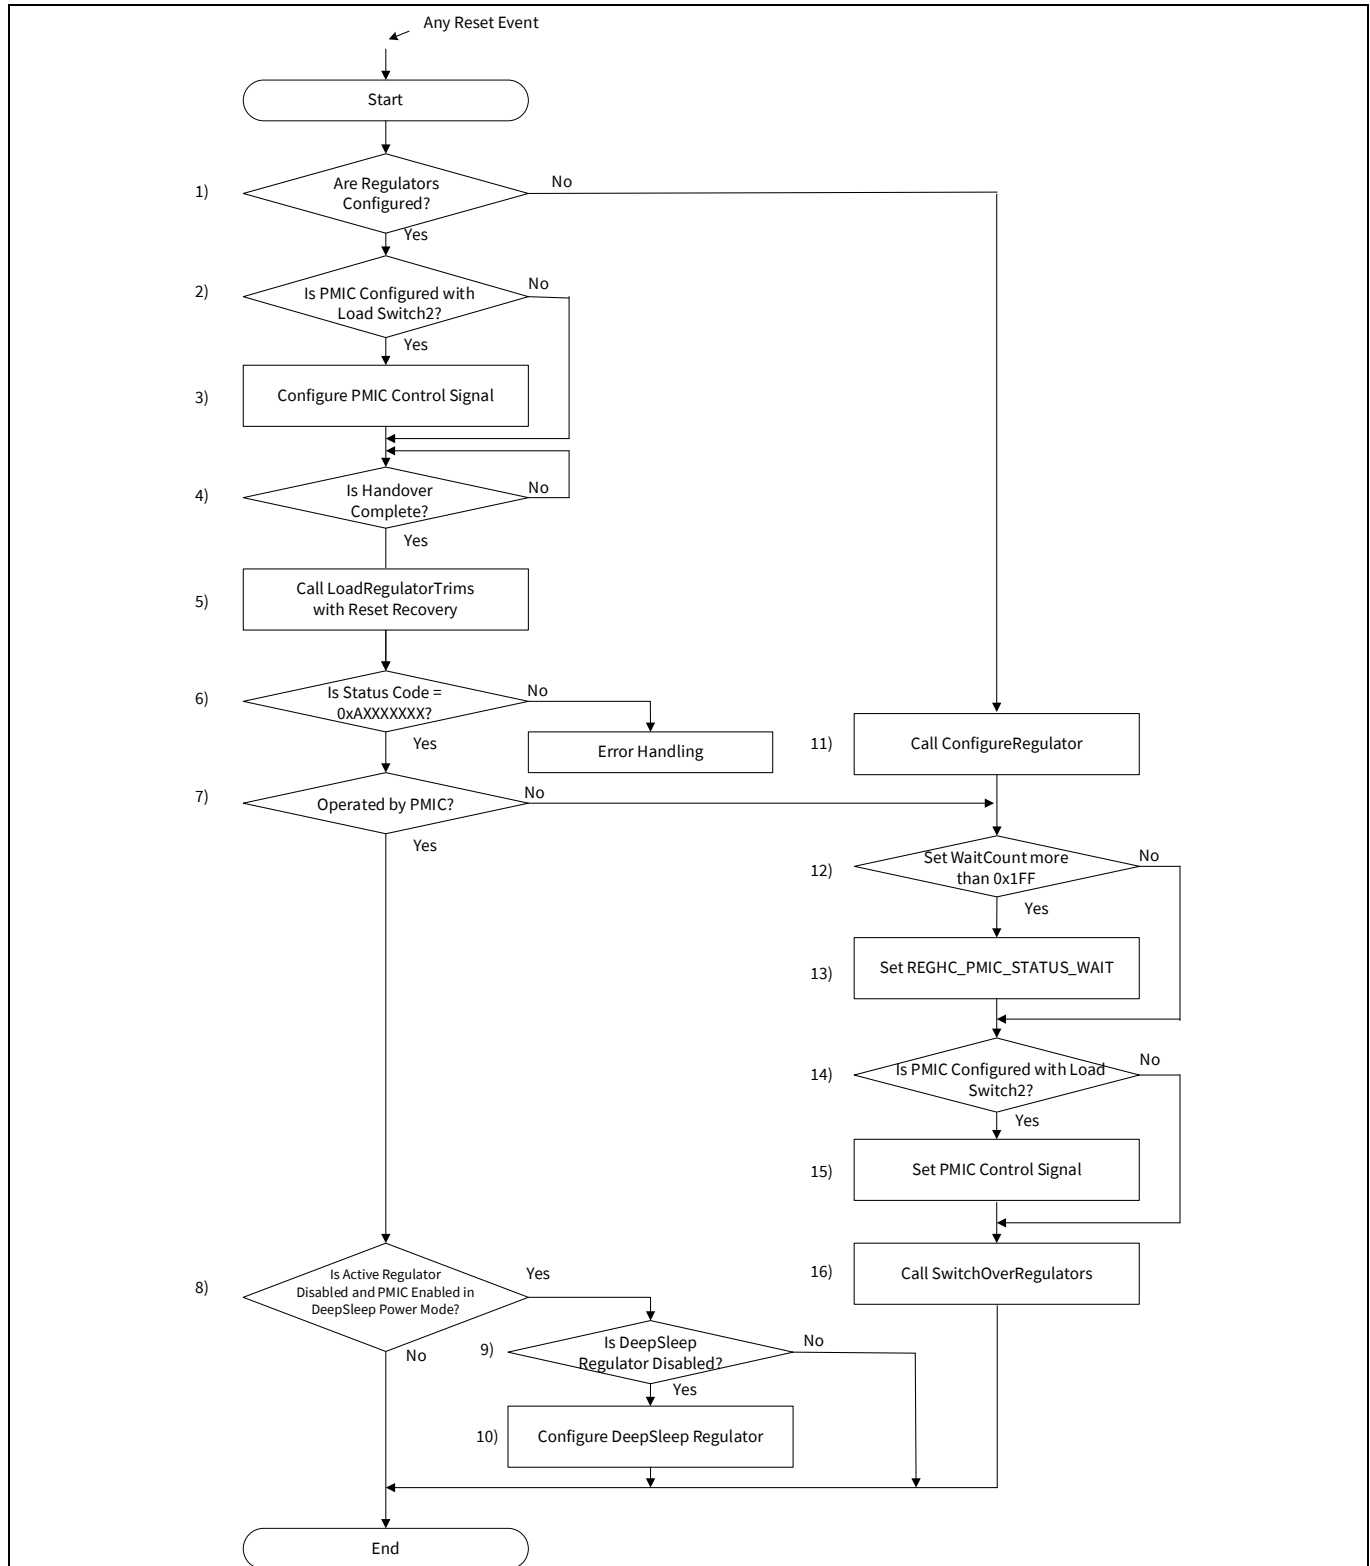 Any Reset Event
Start
1)
Are Regulators
Configured?
No
Yes
2)
Is PMIC Configured with
Load Switch2?
No
Yes
3)
Configure PMIC Control Signal
4)
Is Handover
Complete?
No
Yes
5)
Call LoadRegulatorTrims
with Reset Recovery
6)
Is Status Code =
0xAXXXXXXX?
No
Yes
Error Handling
7)
Operated by PMIC?
No
Yes
8)
Is Active Regulator
Disabled and PMIC Enabled in
DeepSleep Power Mode?
Yes
No
9)
Is DeepSleep
Regulator Disabled?
No
Yes
10)
Configure DeepSleep Regulator
11)
Call ConfigureRegulator
12)
Set WaitCount more
than 0x1FF
No
Yes
13)
Set REGHC_PMIC_STATUS_WAIT
14)
Is PMIC Configured with Load
Switch2?
No
Yes
15)
Set PMIC Control Signal
16)
Call SwitchOverRegulators
End